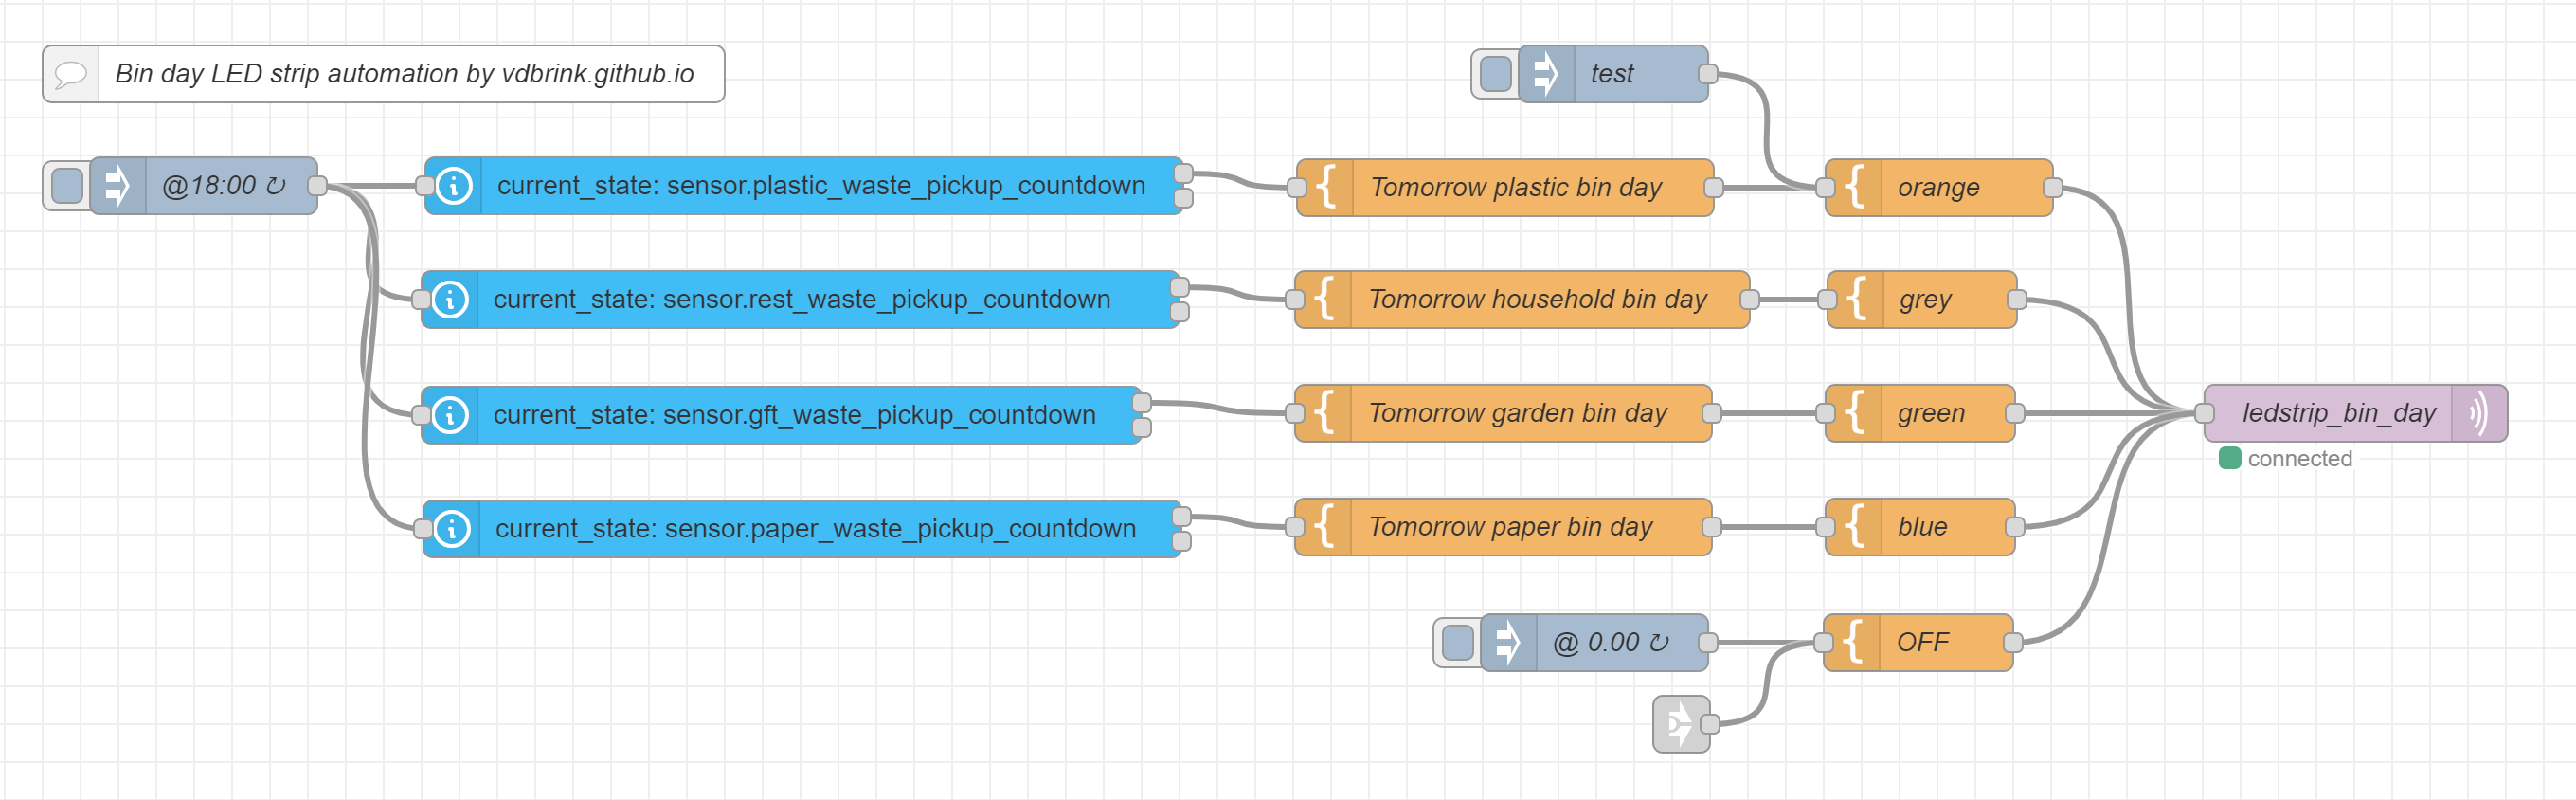 Bin day LED strip automation by vdbrink.github.io
test
@18:00 ↻
current_state: sensor.plastic_waste_pickup_countdown
Tomorrow plastic bin day
orange
current_state: sensor.rest_waste_pickup_countdown
Tomorrow household bin day
grey
current_state: sensor.gft_waste_pickup_countdown
Tomorrow garden bin day
green
ledstrip_bin_day
connected
current_state: sensor.paper_waste_pickup_countdown
Tomorrow paper bin day
blue
@ 0.00 ↻
OFF